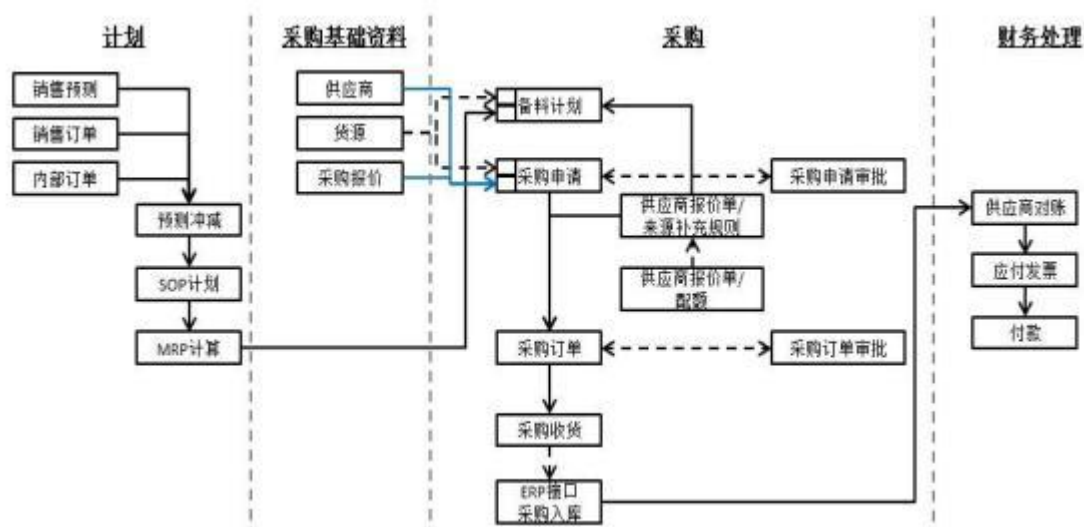 计划
采购基础资料
采购
财务处理
销售预测
销售订单
内部订单
预测冲减
SOP计划
MRP计算
供应商
货源
采购报价
备料计划
采购申请
采购申请审批
供应商报价单/
来源补充规则
供应商报价单/
配额
采购订单
采购订单审批
采购收货
ERP接口
采购入库
供应商对账
应付发票
付款